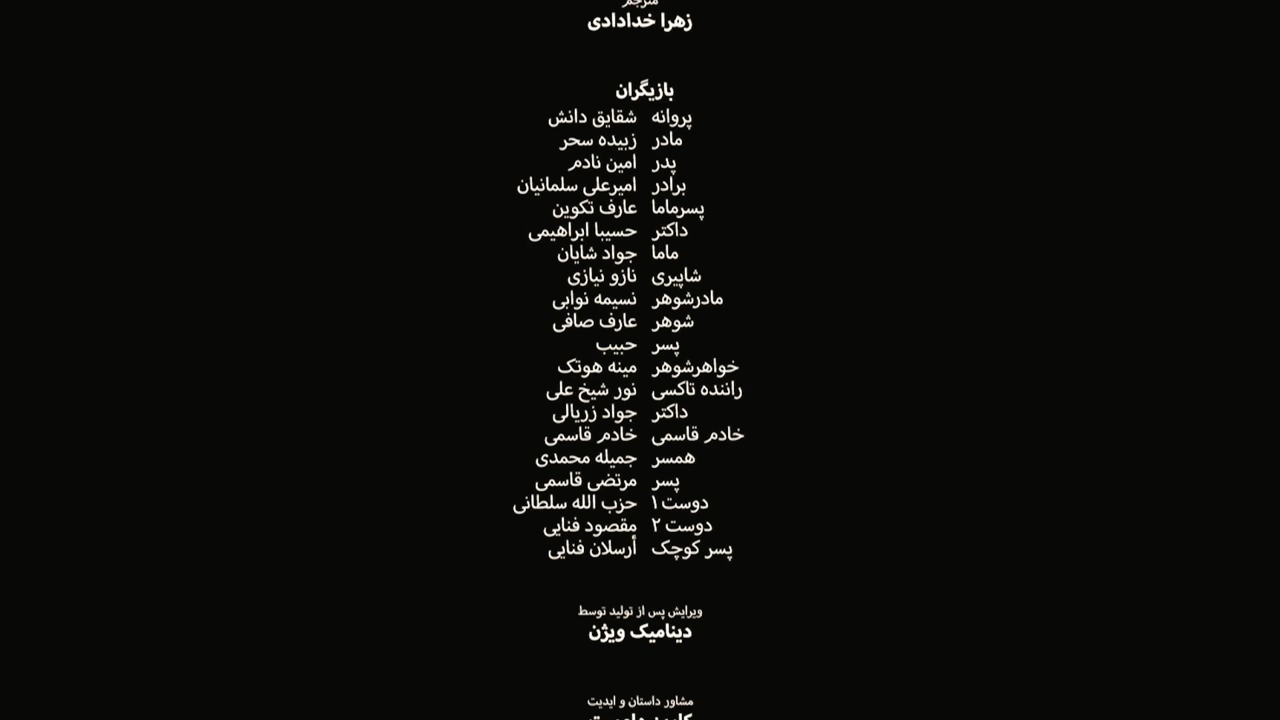 مترجم
زهرا خدادادی
بازیگران
پروانه شقایق دانش
مادر زبیده سحر
پدر امین نادم
برادر امیرعلی سلمانیان
پسرماما عارف تکوین
داکتر حسیبا ابراهیمی
ماما جواد شایان
شاپیری نازو نیازی
مادرشوهر نسیمه نوابی
شوهر عارف صافی
پسر حبیب
خواهرشوهر مینه هوتک
راننده تاکسی نور شیخ علی
داکتر جواد زریالی
خادم قاسمی خادم قاسمی
همسر جمیله محمدی
پسر مرتضی قاسمی
دوست ۱ حزب الله سلطانی
دوست ۲ مقصود فنایی
پسر کوچک أرسلان فنایی
ویرایش پس از تولید توسط
دینامیک ویژن
مشاور داستان و ایدیت